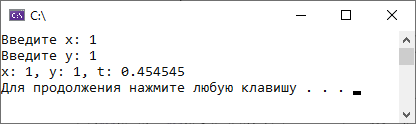 C:\
Введите x: 1
Введите y: 1
x: 1, y: 1, t: 0.454545
Для продолжения нажмите любую клавишу . . .